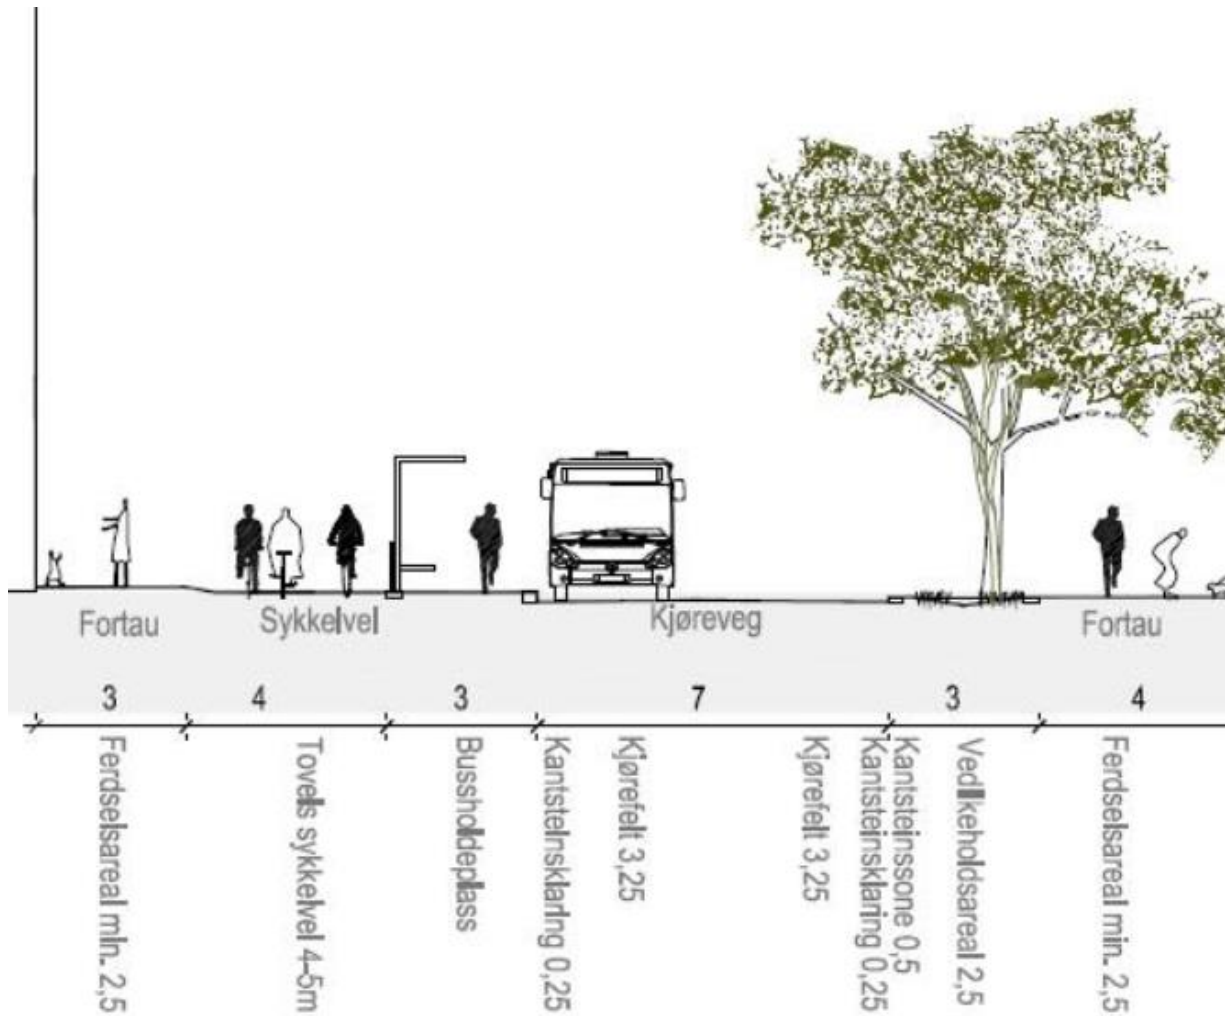 Fortau
Sykkelvei
Kjøreveg
Fortau
3
4
3
7
3
4
Ferdselsareal min. 2,5
Toveis sykkelvei 4-5m
Bussholdeplass
Kantsteinsklaring 0,25
Kjørefelt 3,25
Kjørefelt 3,25
Kantsteinsklaring 0,25
Kantsteinssone 0,5
Vedlikeholdsareal 2,5
Ferdselsareal min. 2,5